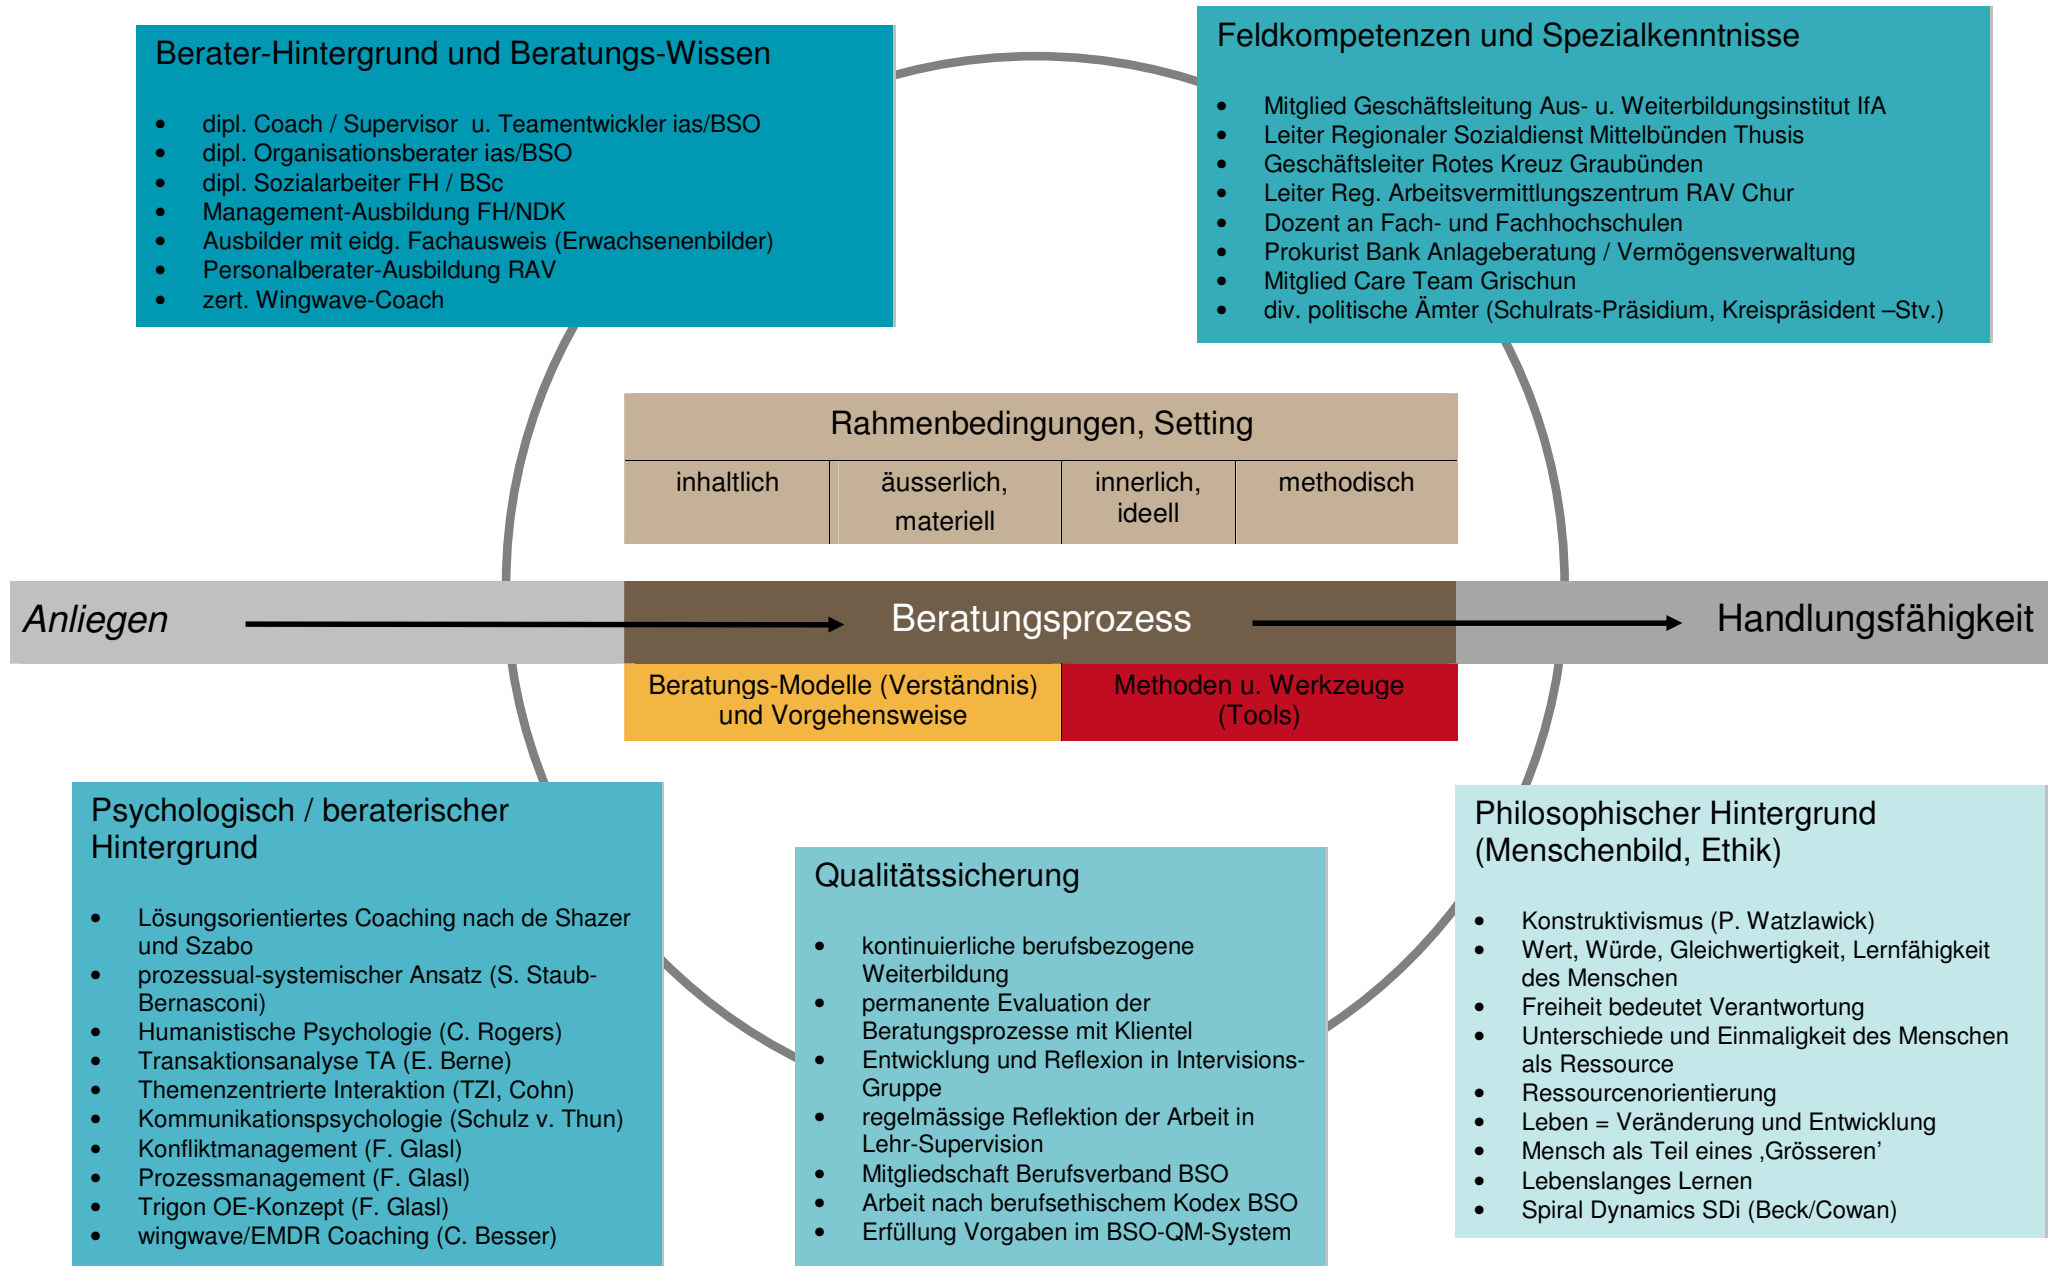 Berater-Hintergrund und Beratungs-Wissen
• dipl. Coach / Supervisor u. Teamentwickler ias/BSO
• dipl. Organisationsberater ias/BSO
• dipl. Sozialarbeiter FH / BSc
• Management-Ausbildung FH/NDK
• Ausbilder mit eidg. Fachausweis (Erwachsenenbilder)
• Personalberater-Ausbildung RAV
• zert. Wingwave-Coach
Feldkompetenzen und Spezialkenntnisse
• Mitglied Geschäftsleitung Aus- u. Weiterbildungsinstitut IfA
• Leiter Regionaler Sozialdienst Mittelbünden Thusis
• Geschäftsleiter Rotes Kreuz Graubünden
• Leiter Reg. Arbeitsvermittlungszentrum RAV Chur
• Dozent an Fach- und Fachhochschulen
• Prokurist Bank Anlageberatung / Vermögensverwaltung
• Mitglied Care Team Grischun
• div. politische Ämter (Schulrats-Präsidium, Kreispräsident –Stv.)
Rahmenbedingungen, Setting
inhaltlich
äusserlich,
materiell
innerlich,
ideell
methodisch
Anliegen
Beratungsprozess
Handlungsfähigkeit
Beratungs-Modelle (Verständnis)
und Vorgehensweise
Methoden u. Werkzeuge
(Tools)
Psychologisch / beraterischer
Hintergrund
• Lösungsorientiertes Coaching nach de Shazer
und Szabo
• prozessual-systemischer Ansatz (S. Staub-
Bernasconi)
• Humanistische Psychologie (C. Rogers)
• Transaktionsanalyse TA (E. Berne)
• Themenzentrierte Interaktion (TZI, Cohn)
• Kommunikationspsychologie (Schulz v. Thun)
• Konfliktmanagement (F. Glasl)
• Prozessmanagement (F. Glasl)
• Trigon OE-Konzept (F. Glasl)
• wingwave/EMDR Coaching (C. Besser)
Qualitätssicherung
• kontinuierliche berufsbezogene
Weiterbildung
• permanente Evaluation der
Beratungsprozesse mit Klientel
• Entwicklung und Reflexion in Intervisions-
Gruppe
• regelmässige Reflektion der Arbeit in
Lehr-Supervision
• Mitgliedschaft Berufsverband BSO
• Arbeit nach berufsethischem Kodex BSO
• Erfüllung Vorgaben im BSO-QM-System
Philosophischer Hintergrund
(Menschenbild, Ethik)
• Konstruktivismus (P. Watzlawick)
• Wert, Würde, Gleichwertigkeit, Lernfähigkeit
des Menschen
• Freiheit bedeutet Verantwortung
• Unterschiede und Einmaligkeit des Menschen
als Ressource
• Ressourcenorientierung
• Leben = Veränderung und Entwicklung
• Mensch als Teil eines ‚Grösseren’
• Lebenslanges Lernen
• Spiral Dynamics SDi (Beck/Cowan)